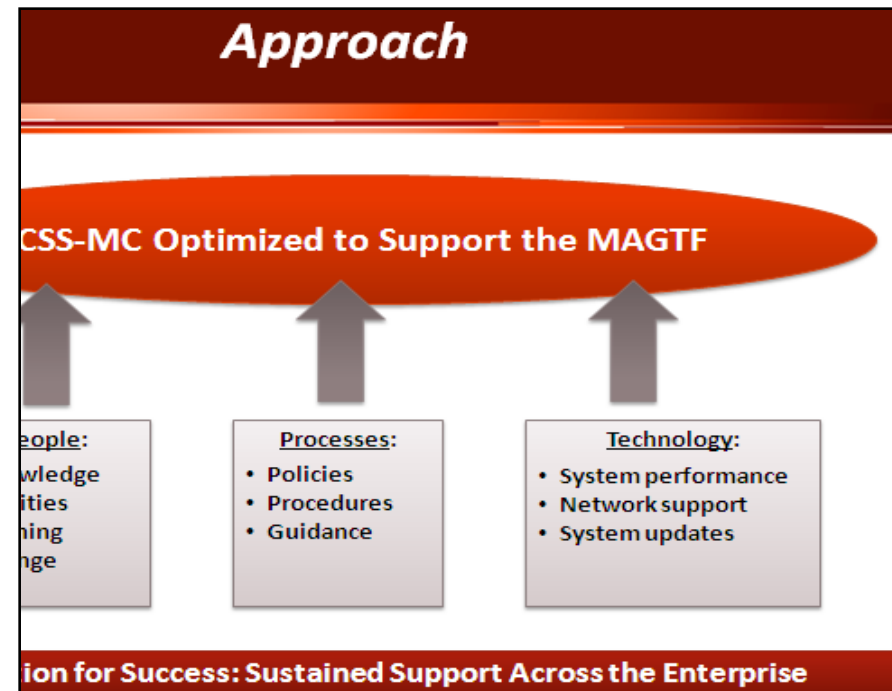 Approach
CSS-MC Optimized to Support the MAGTF
eople:
wledge
ities
ning
nge
Processes:
• Policies
• Procedures
• Guidance
Technology:
• System performance
• Network support
• System updates
tion for Success: Sustained Support Across the Enterprise